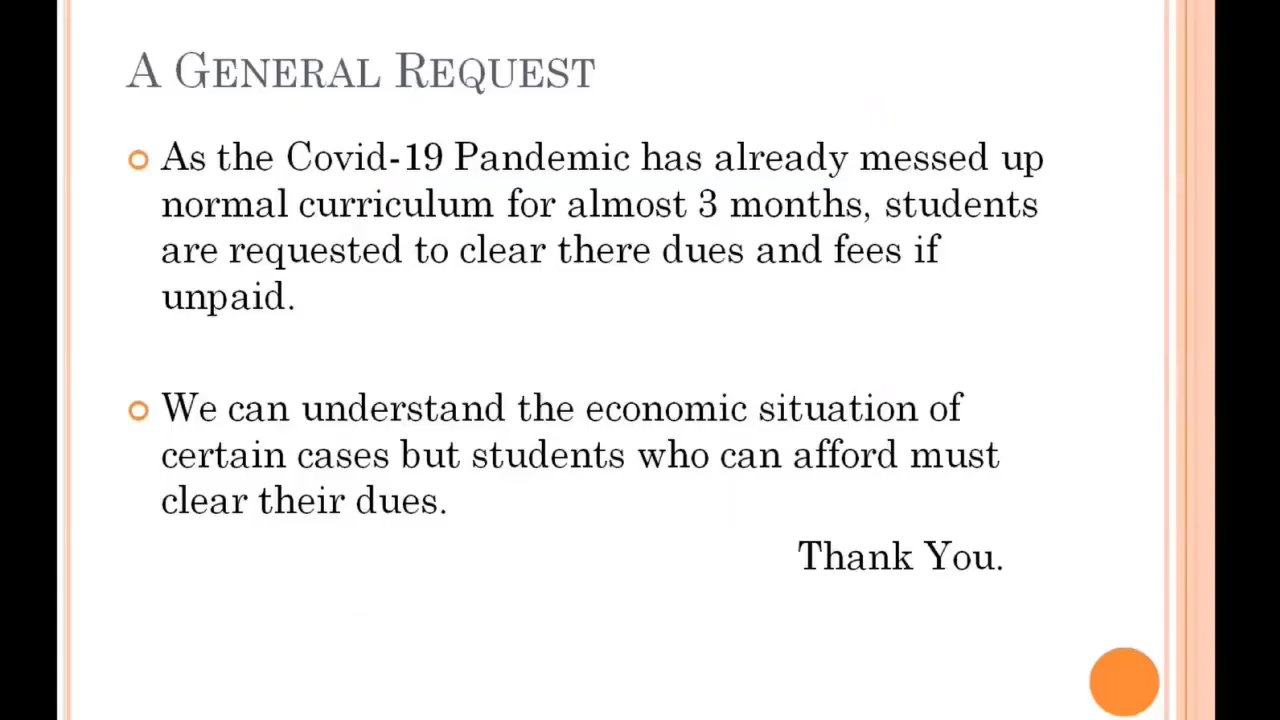 A General Request
As the Covid-19 Pandemic has already messed up
normal curriculum for almost 3 months, students
are requested to clear there dues and fees if
unpaid.
We can understand the economic situation of
certain cases but students who can afford must
clear their dues.
Thank You.